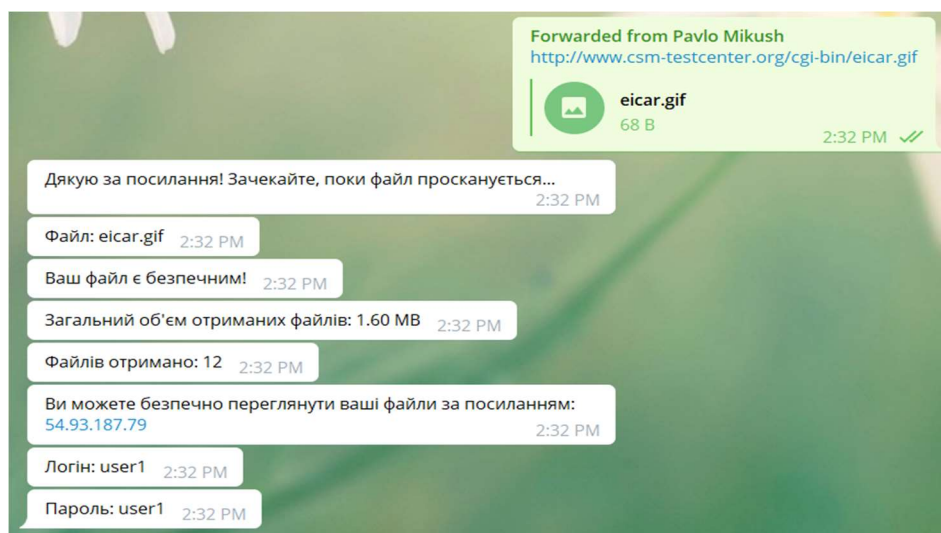 Forwarded from Pavlo Mikush
http://www.csm-testcenter.org/cgi-bin/eicar.gif
eicar.gif
68 B
2:32 PM
Дякую за посилання! Зачекайте, поки файл просканується...
2:32 PM
Файл: eicar.gif 2:32 PM
Ваш файл є безпечним! 2:32 PM
Загальний об'єм отриманих файлів: 1.60 MB 2:32 PM
Файлів отримано: 12 2:32 PM
Ви можете безпечно переглянути ваші файли за посиланням:
54.93.187.79
2:32 PM
Логін: user1 2:32 PM
Пароль: user1 2:32 PM